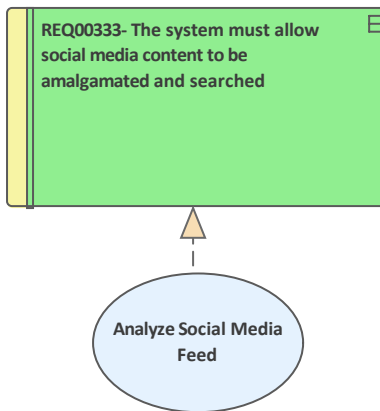 REQ00333- The system must allow
social media content to be
amalgamated and searched
Analyze Social Media
Feed